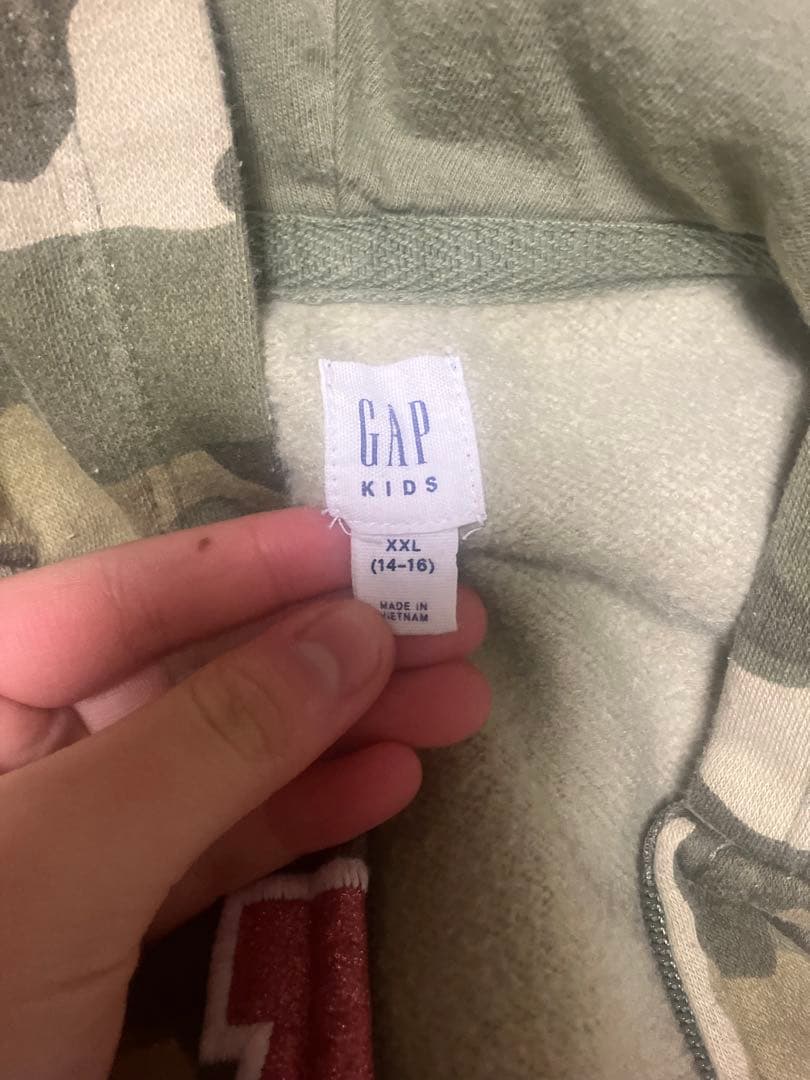 GAP
KIDS
XXL
(14-16)
MADE IN
VIETNAM